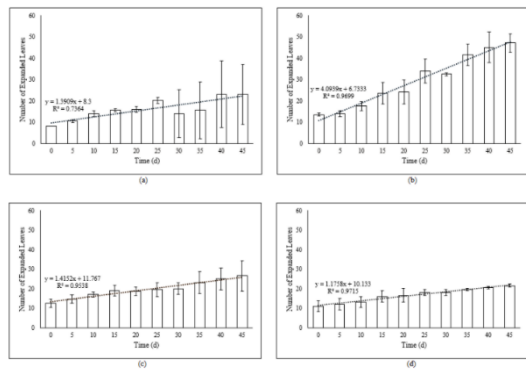 60
50
40
30
20
10
0
Number of Expanded Leaves
y = 1.3909x + 8.5
R² = 0.7364
0 5 10 15 20 25 30 35 40 45
Time (d)
(a)
60
50
40
30
20
10
0
Number of Expanded Leaves
y = 4.0939x + 6.7333
R² = 0.9699
0 5 10 15 20 25 30 35 40 45
Time (d)
(b)
60
50
40
30
20
10
0
Number of Expanded Leaves
y = 1.4152x + 11.767
R² = 0.9538
0 5 10 15 20 25 30 35 40 45
Time (d)
(c)
60
50
40
30
20
10
0
Number of Expanded Leaves
y = 1.1758x + 10.133
R² = 0.9715
0 5 10 15 20 25 30 35 40 45
Time (d)
(d)